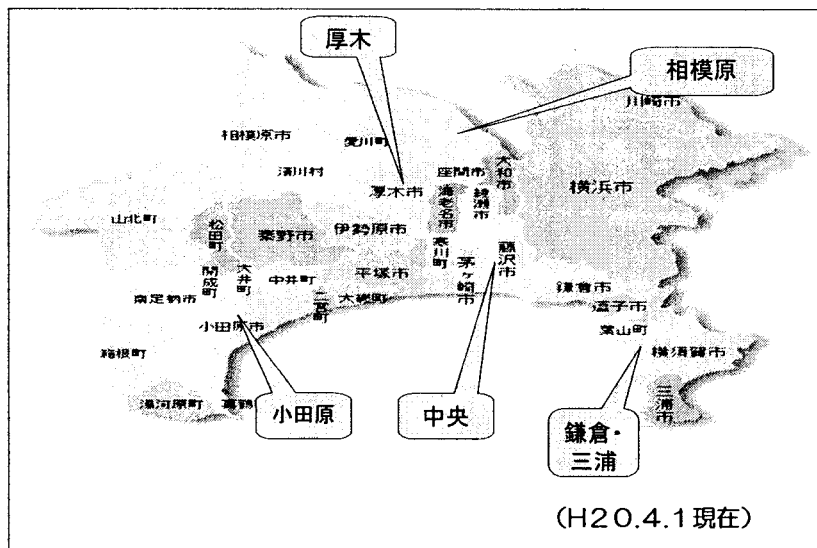 厚木
相模原
川崎市
相模原市
愛川町
清川村
座間市
大和市
厚木市
海老名市
綾瀬市
横浜市
山北町
松田町
秦野市
伊勢原市
寒川町
藤沢市
開成町
大井町
中井町
平塚市
茅ヶ崎市
鎌倉市
南足柄市
二宮町
大磯町
逗子市
小田原市
葉山町
箱根町
横須賀市
湯河原町
真鶴
小田原
中央
三浦市
鎌倉・
三浦
(H20.4.1現在)